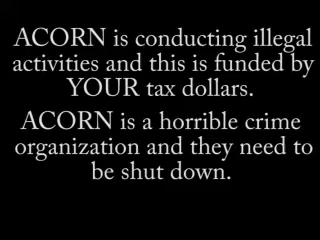 ACORN is conducting illegal
activities and this is funded by
YOUR tax dollars.
ACORN is a horrible crime
organization and they need to
be shut down.